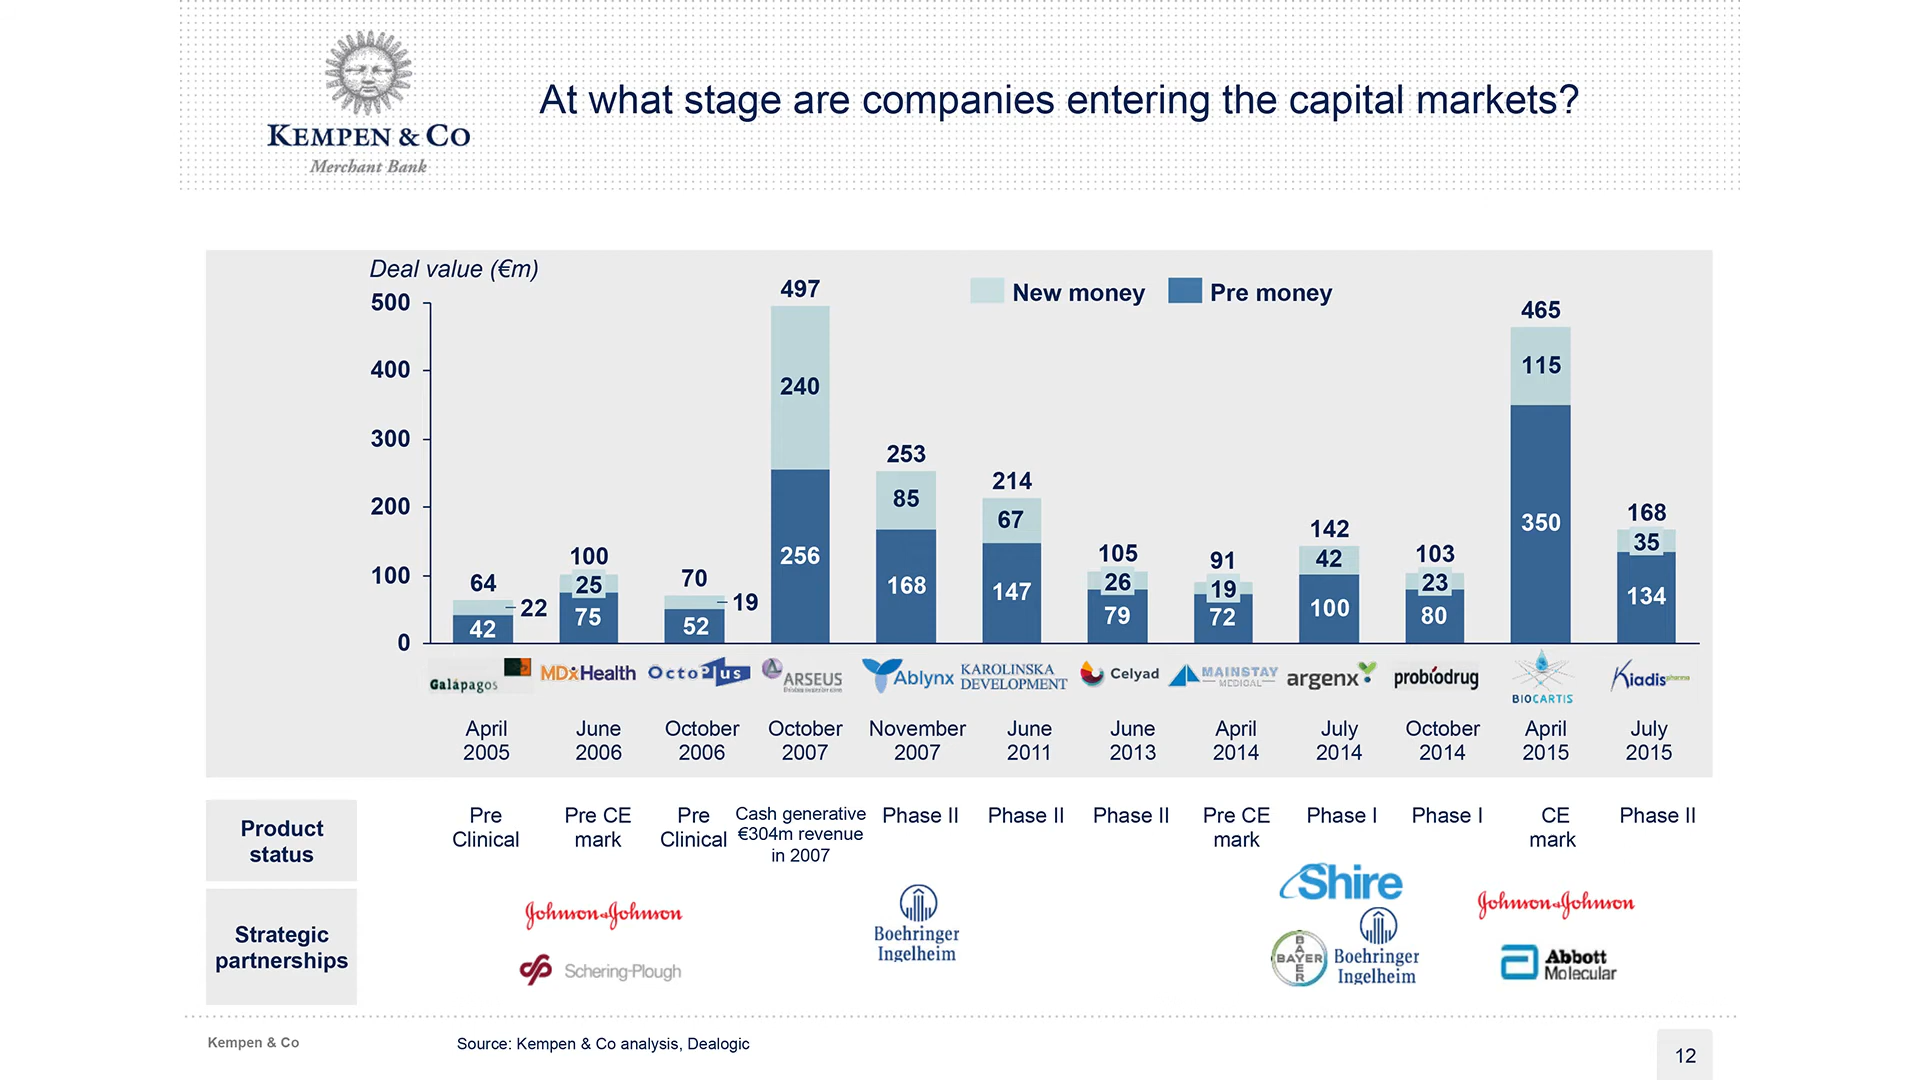 KEMPEN & CO
Merchant Bank
At what stage are companies entering the capital markets?
Deal value (€m)
New money
Pre money
500
400
300
200
100
0
64
22
42
100
25
75
70
19
52
497
240
256
253
85
168
214
67
147
105
26
79
91
19
72
142
42
100
103
23
80
465
115
350
168
35
134
Galápagos
MDxHealth
OctoPlus
ARSEUS
Ablynx
KAROLINSKA
DEVELOPMENT
Celyad
MAINSTAY
MEDICAL
argenx
probiodrug
BIOCARTIS
Kiadis pharma
April
2005
June
2006
October
2006
October
2007
November
2007
June
2011
June
2013
April
2014
July
2014
October
2014
April
2015
July
2015
Product
status
Pre
Clinical
Pre CE
mark
Pre
Clinical
Cash generative
€304m revenue
in 2007
Phase II
Phase II
Phase II
Pre CE
mark
Phase I
Phase I
CE
mark
Phase II
Strategic
partnerships
Johnson & Johnson
Schering-Plough
Boehringer
Ingelheim
Shire
BAYER
BAYER
Boehringer
Ingelheim
Johnson & Johnson
Abbott
Molecular
Kempen & Co
Source: Kempen & Co analysis, Dealogic
12